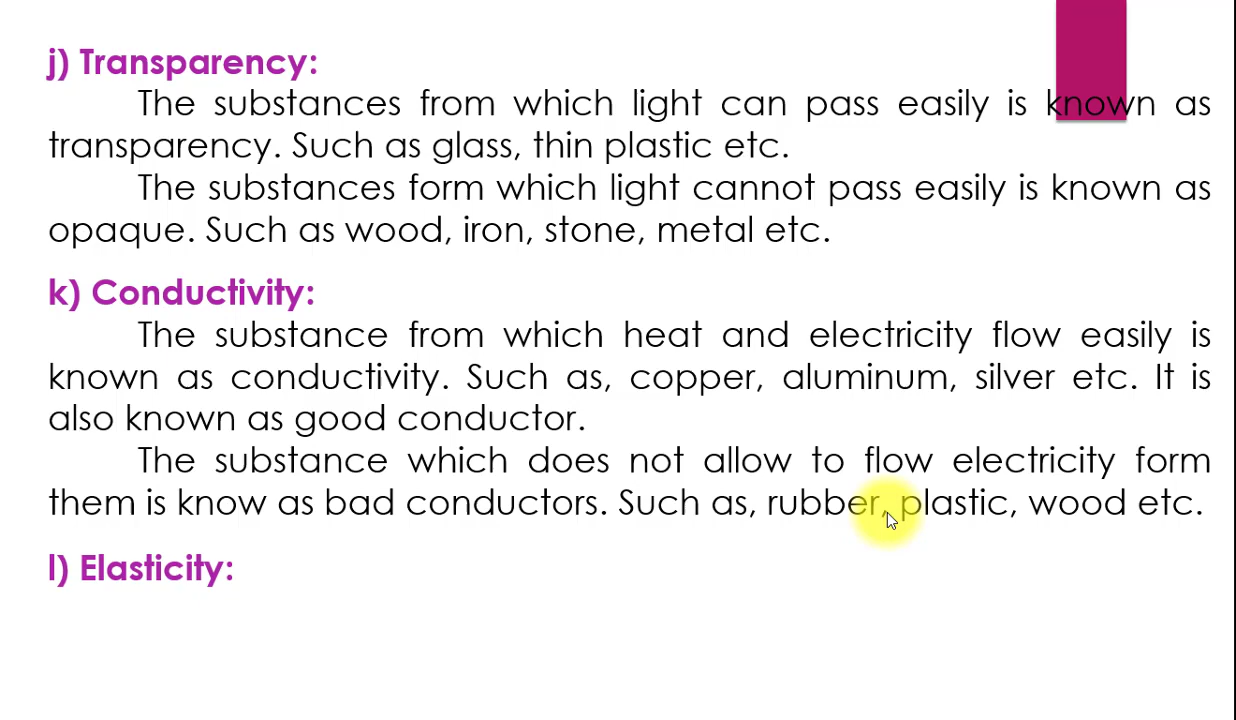 j) Transparency:
The substances from which light can pass easily is known as
transparency. Such as glass, thin plastic etc.
The substances form which light cannot pass easily is known as
opaque. Such as wood, iron, stone, metal etc.
k) Conductivity:
The substance from which heat and electricity flow easily is
known as conductivity. Such as, copper, aluminum, silver etc. It is
also known as good conductor.
The substance which does not allow to flow electricity form
them is know as bad conductors. Such as, rubber, plastic, wood etc.
l) Elasticity: